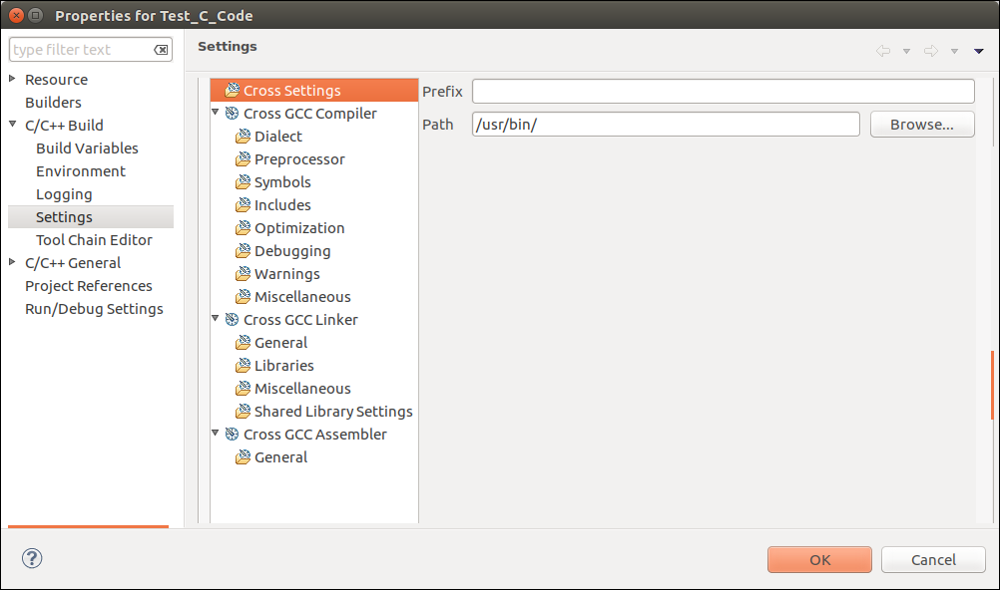 Properties for Test_C_Code
type filter text
Resource
Builders
C/C++ Build
Build Variables
Environment
Logging
Settings
Tool Chain Editor
C/C++ General
Project References
Run/Debug Settings
Settings
Cross Settings
Cross GCC Compiler
Dialect
Preprocessor
Symbols
Includes
Optimization
Debugging
Warnings
Miscellaneous
Cross GCC Linker
General
Libraries
Miscellaneous
Shared Library Settings
Cross GCC Assembler
General
Prefix
Path /usr/bin/ Browse...
? OK Cancel